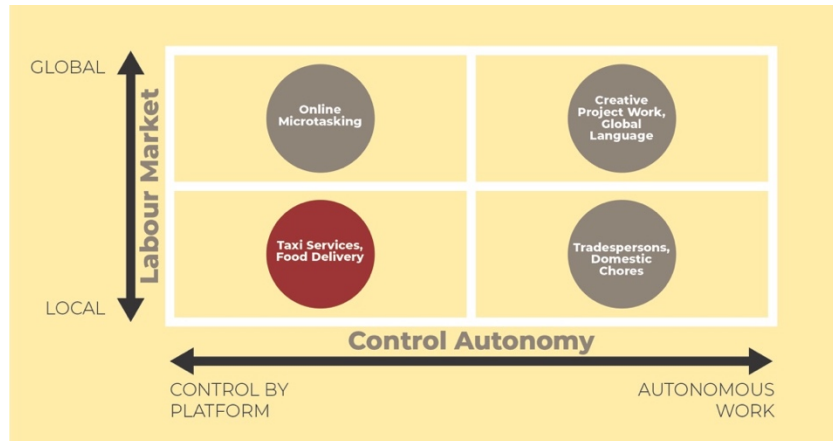 GLOBAL
Labour Market
LOCAL
Online
Microtasking
Creative
Project Work,
Global
Language
Taxi Services,
Food Delivery
Tradespersons,
Domestic
Chores
Control Autonomy
CONTROL BY
PLATFORM
AUTONOMOUS
WORK